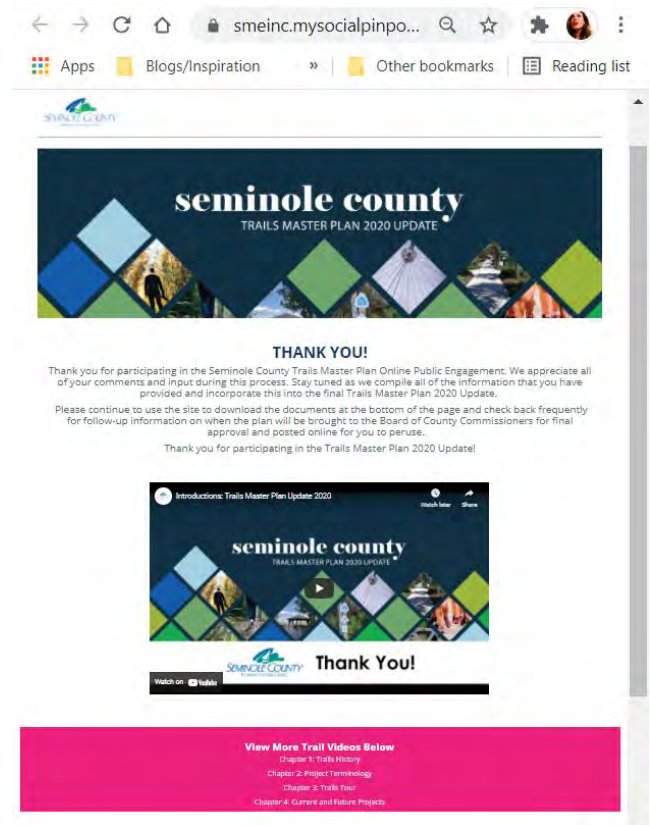 smeinc.mysocialpinpo...
Apps Blogs/Inspiration » Other bookmarks Reading list
SEMINOLE COUNTY
seminole county
TRAILS MASTER PLAN 2020 UPDATE
THANK YOU!
Thank you for participating in the Seminole County Trails Master Plan Online Public Engagement. We appreciate all
of your comments and input during this process. Stay tuned as we compile all of the information that you have
provided and incorporate this into the final Trails Master Plan 2020 Update.
Please continue to use the site to download the documents at the bottom of the page and check back frequently
for follow-up information on when the plan will be brought to the Board of County Commissioners for final
approval and posted online for you to peruse.
Thank you for participating in the Trails Master Plan 2020 Update!
Introductions: Trails Master Plan Update 2020
Watch later Share
seminole county
TRAILS MASTER PLAN 2020 UPDATE
SEMINOLE COUNTY
Thank You!
Watch on YouTube
View More Trail Videos Below
Chapter 1: Trails History
Chapter 2: Project Terminology
Chapter 3: Trails Tour
Chapter 4: Current and Future Projects